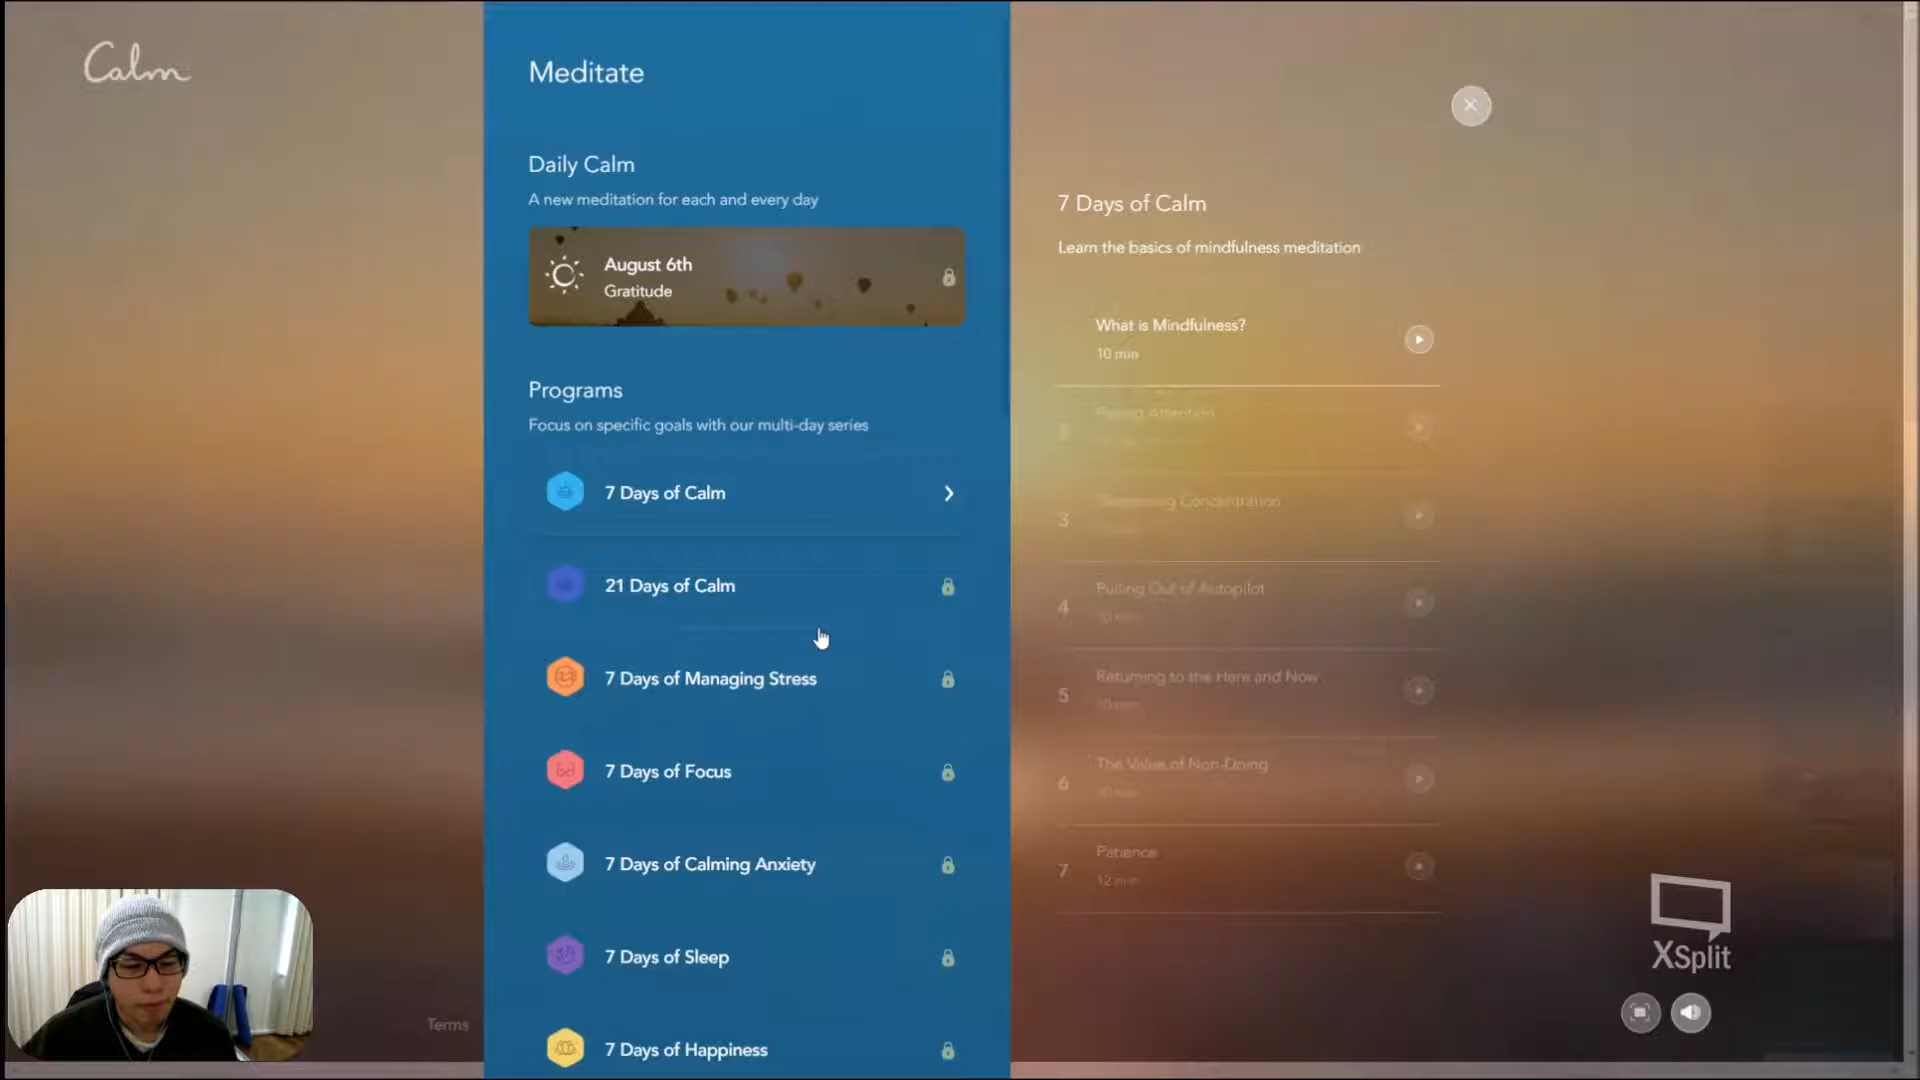 Calm
Meditate
Daily Calm
A new meditation for each and every day
August 6th
Gratitude
Programs
Focus on specific goals with our multi-day series
7 Days of Calm
21 Days of Calm
7 Days of Managing Stress
7 Days of Focus
7 Days of Calming Anxiety
7 Days of Sleep
7 Days of Happiness
7 Days of Calm
Learn the basics of mindfulness meditation
What is Mindfulness?
10 min
3 Concentration
4 Pulling Out of Autopilot
5 Returning to the Here and Now
6 The Value of Non-Doing
7 Patience
12 min
Terms
XSplit